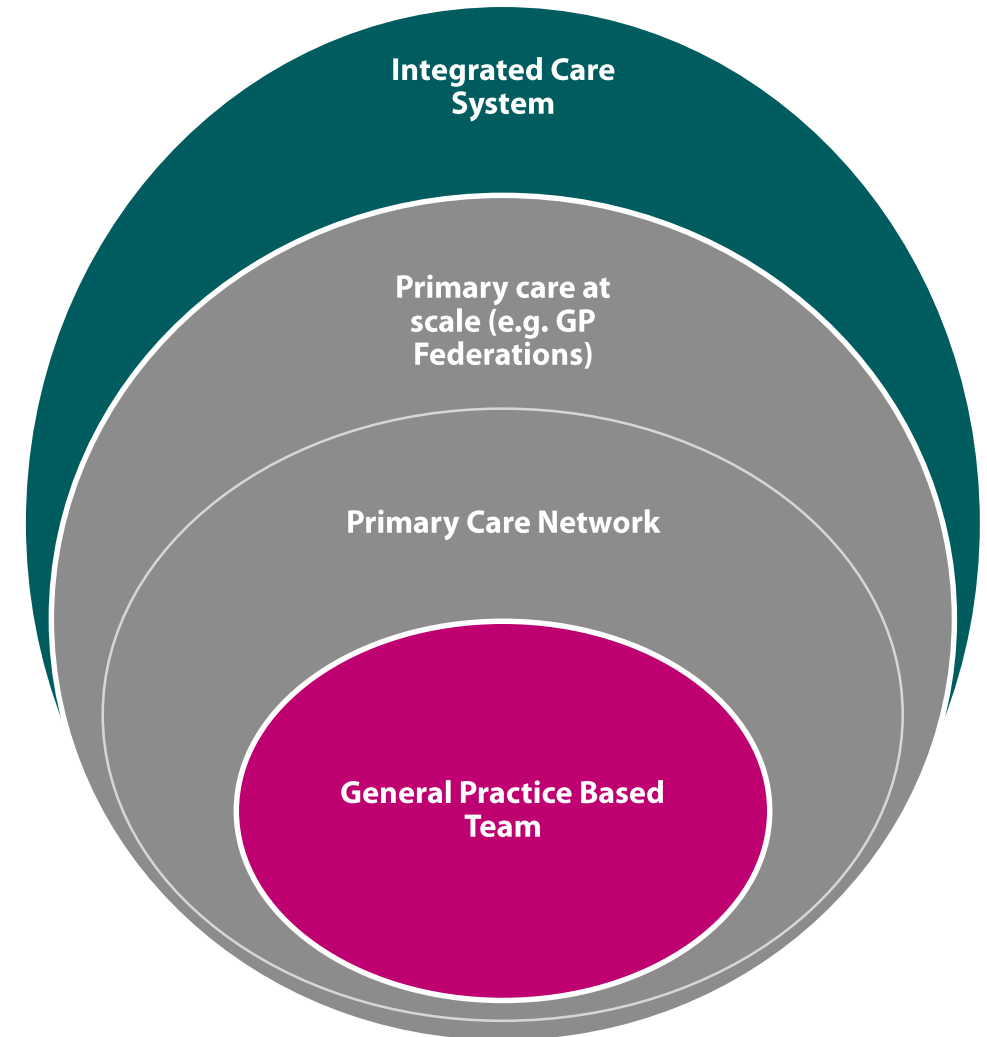 Integrated Care
System
Primary care at
scale (e.g. GP
Federations)
Primary Care Network
General Practice Based
Team